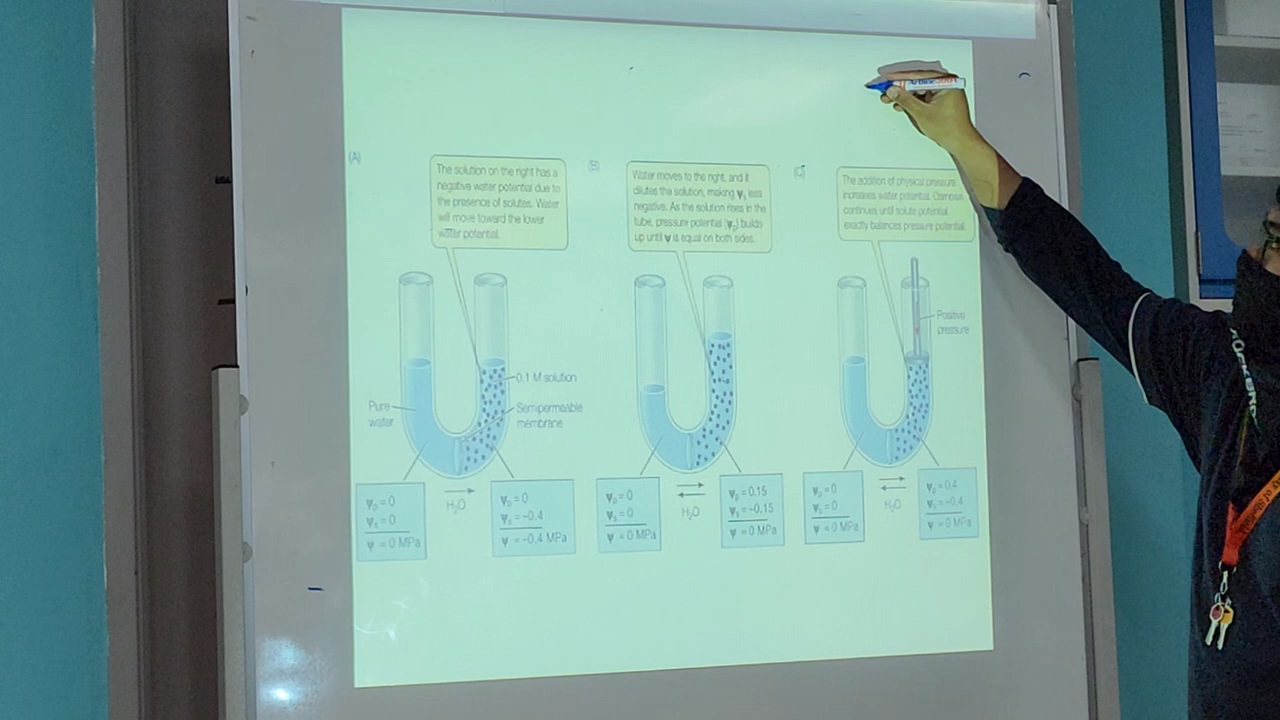 (A)
The solution on the right has a
negative water potential due to
the presence of solutes. Water
will move toward the lower
water potential.
Pure
water
0.1 M solution
Semipermeable
membrane
Ψp = 0
Ψs = 0
Ψ = 0 MPa
H₂O
Ψp = 0
Ψs = -0.4
Ψ = -0.4 MPa
(B)
Water moves to the right, and it
dilutes the solution, making Ψs less
negative. As the solution rises in the
tube, pressure potential (Ψp) builds
up until Ψ is equal on both sides.
Ψp = 0
Ψs = 0
Ψ = 0 MPa
H₂O
Ψp = 0.15
Ψs = -0.15
Ψ = 0 MPa
(C)
The addition of physical pressure
increases water potential. Osmosis
continues until solute potential
exactly balances pressure potential.
Positive
pressure
Ψp = 0
Ψs = 0
Ψ = 0 MPa
H₂O
Ψp = 0.4
Ψs = -0.4
Ψ = 0 MPa
Artline